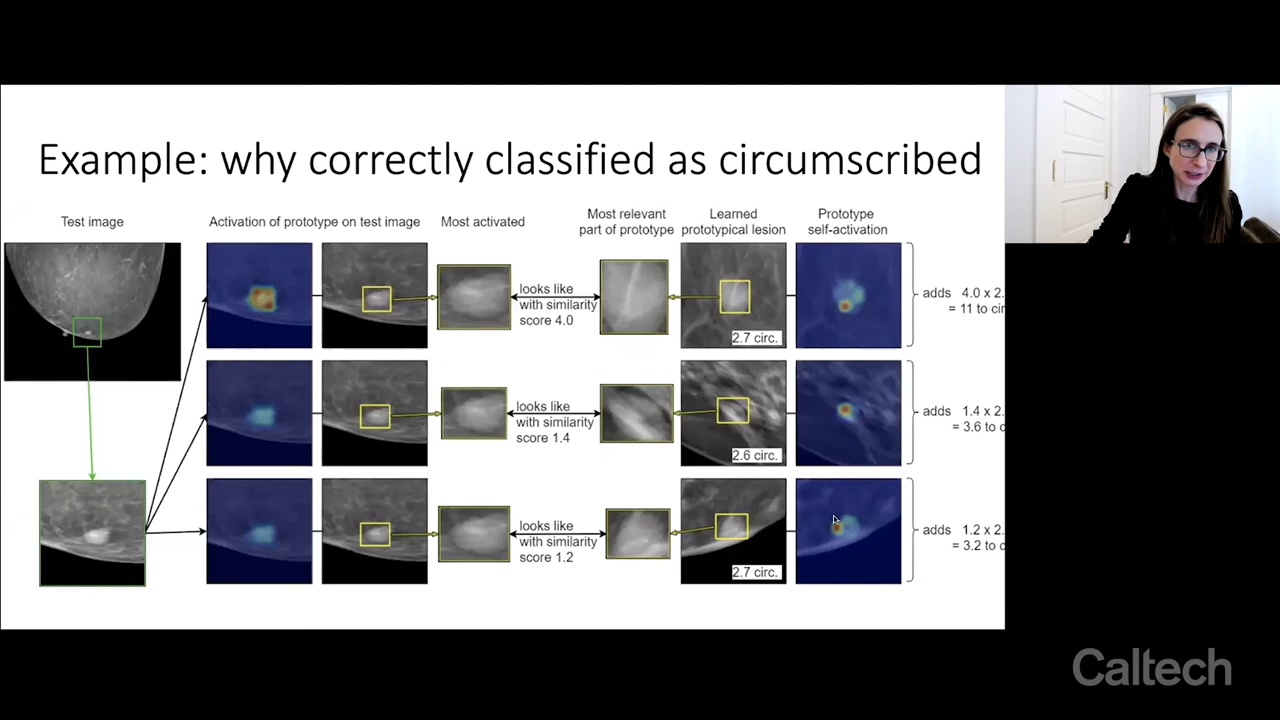 Example: why correctly classified as circumscribed
Test image
Activation of prototype on test image
Most activated
Most relevant
part of prototype
Learned
prototypical lesion
Prototype
self-activation
looks like
with similarity
score 4.0
2.7 circ.
adds 4.0 x 2.
= 11 to cir
looks like
with similarity
score 1.4
2.6 circ.
adds 1.4 x 2.
= 3.6 to c
looks like
with similarity
score 1.2
2.7 circ.
adds 1.2 x 2.
= 3.2 to c
Caltech